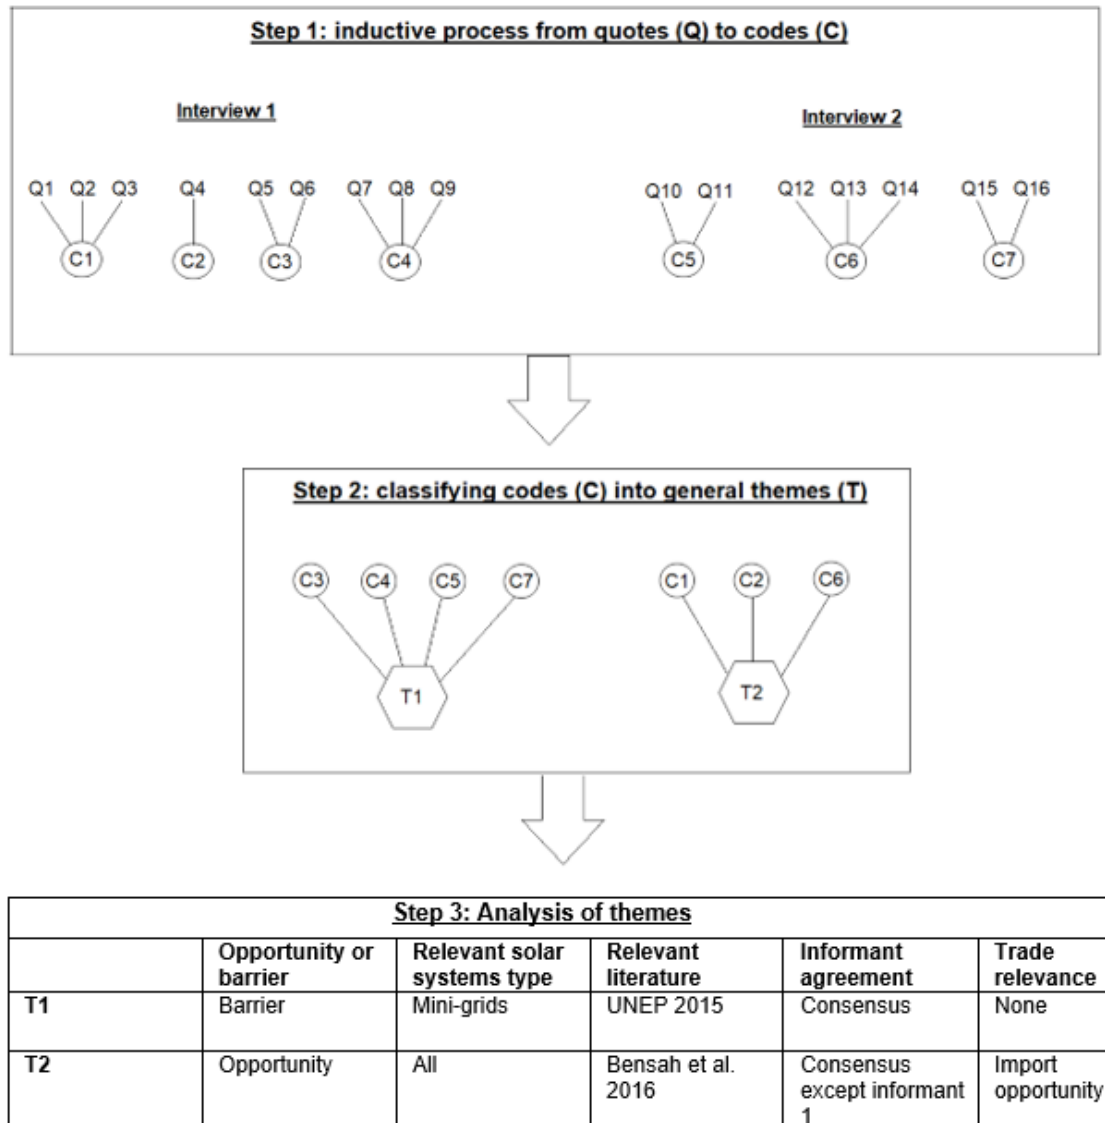 Step 1: inductive process from quotes (Q) to codes (C)
Interview 1
Interview 2
Q1 Q2 Q3 Q4 Q5 Q6 Q7 Q8 Q9 Q10 Q11 Q12 Q13 Q14 Q15 Q16
C1 C2 C3 C4 C5 C6 C7
Step 2: classifying codes (C) into general themes (T)
C3 C4 C5 C7 C1 C2 C6
T1 T2
Step 3: Analysis of themes
Opportunity or barrier Relevant solar systems type Relevant literature Informant agreement Trade relevance
T1 Barrier Mini-grids UNEP 2015 Consensus None
T2 Opportunity All Bensah et al. 2016 Consensus except informant 1 Import opportunity